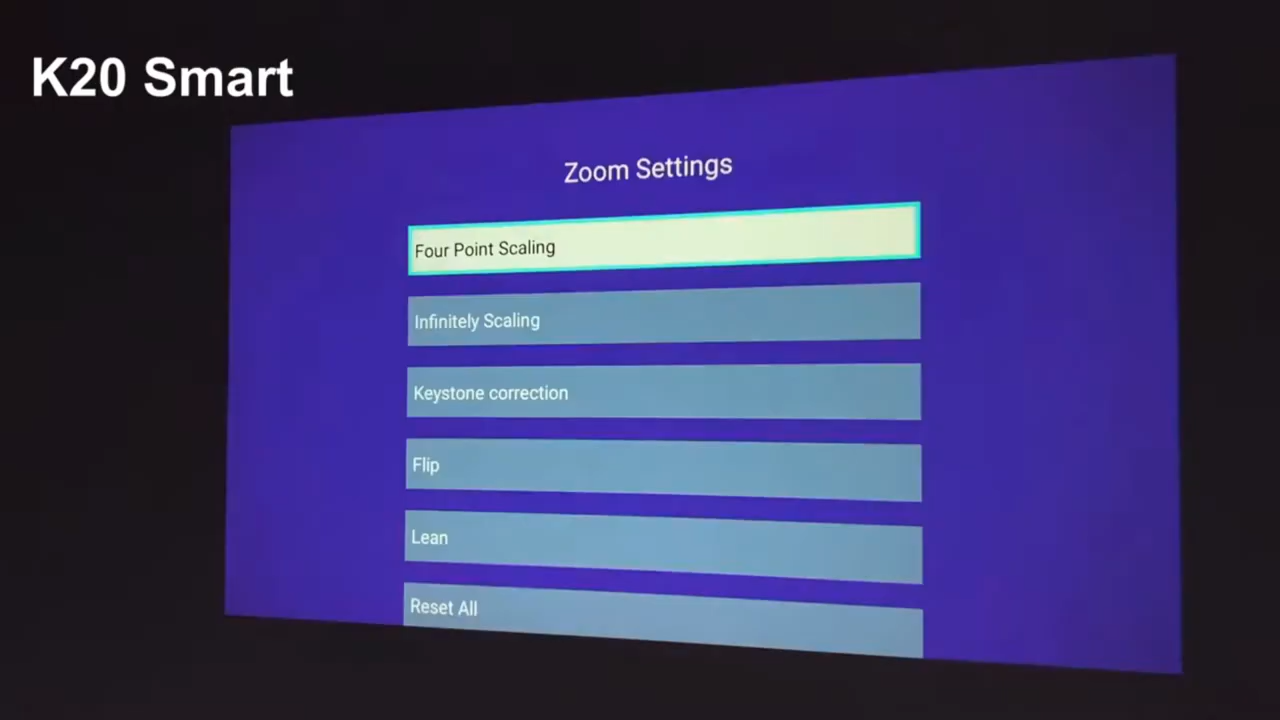 K20 Smart
Zoom Settings
Four Point Scaling
Infinitely Scaling
Keystone correction
Flip
Lean
Reset All